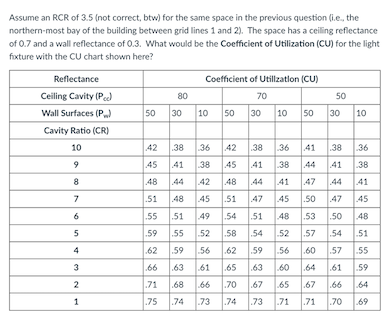 Assume an RCR of 3.5 (not correct, btw) for the same space in the previous question (i.e., the
northern-most bay of the building between grid lines 1 and 2). The space has a ceiling reflectance
of 0.7 and a wall reflectance of 0.3. What would be the Coefficient of Utilization (CU) for the light
fixture with the CU chart shown here?
Reflectance Coefficient of Utilization (CU)
Ceiling Cavity (Pcc) 80 70 50
Wall Surfaces (Pw) 50 30 10 50 30 10 50 30 10
Cavity Ratio (CR)
10 .42 .38 .36 .42 .38 .36 .41 .38 .36
9 .45 .41 .38 .45 .41 .38 .44 .41 .38
8 .48 .44 .42 .48 .44 .41 .47 .44 .41
7 .51 .48 .45 .51 .47 .45 .50 .47 .45
6 .55 .51 .49 .54 .51 .48 .53 .50 .48
5 .59 .55 .52 .58 .54 .52 .57 .54 .51
4 .62 .59 .56 .62 .59 .56 .60 .57 .55
3 .66 .63 .61 .65 .63 .60 .64 .61 .59
2 .71 .68 .66 .70 .67 .65 .67 .66 .64
1 .75 .74 .73 .74 .73 .71 .71 .70 .69